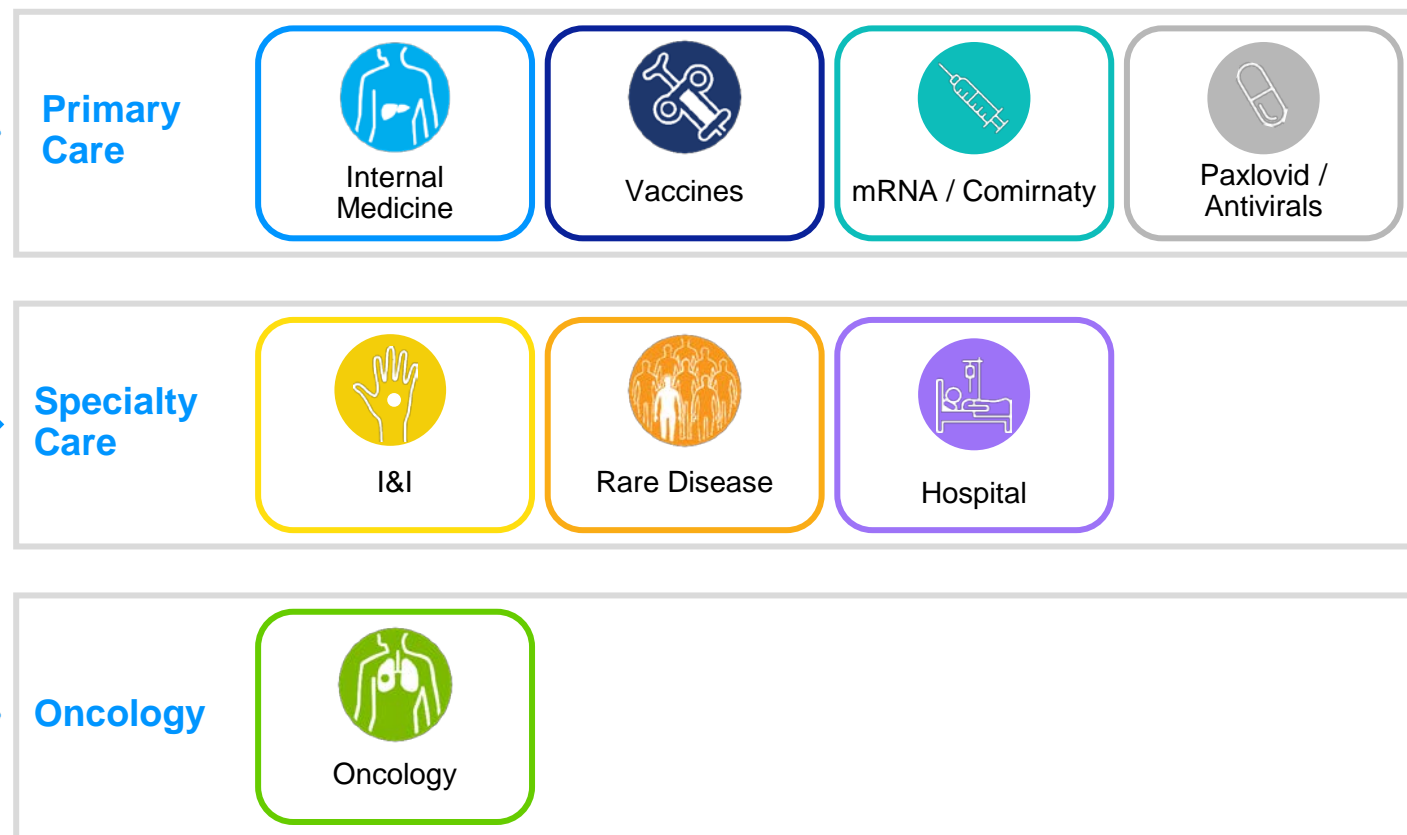 Primary
Care
Internal
Medicine
Vaccines
mRNA / Comirnaty
Paxlovid /
Antivirals
Specialty
Care
I&I
Rare Disease
Hospital
Oncology
Oncology